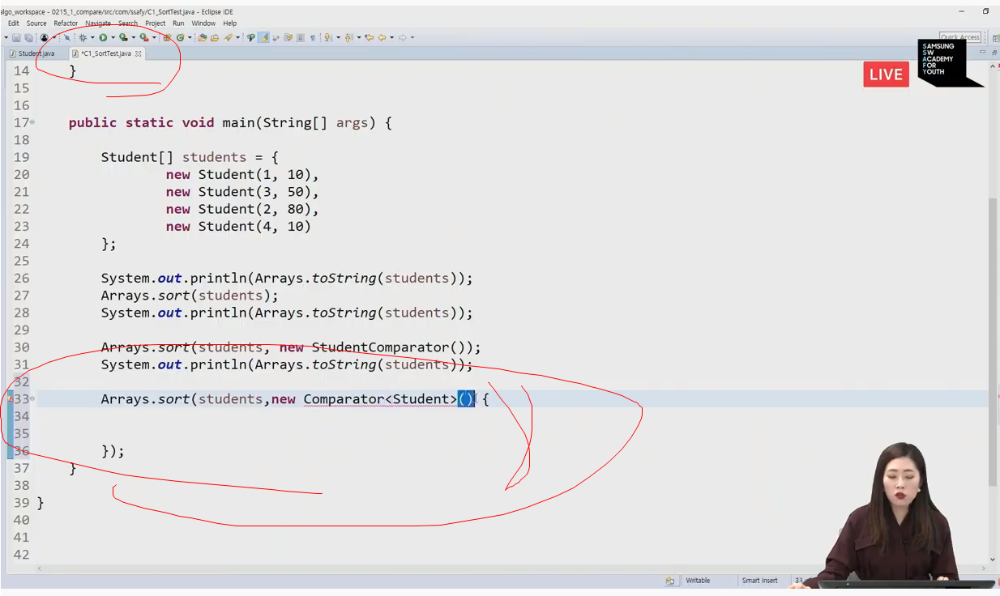 algo_workspace - 0215_1_compare/src/com/ssafy/C1_SortTest.java - Eclipse IDE
Edit Source Refactor Navigate Search Project Run Window Help
Quick Access
Student.java *C1_SortTest.java
SAMSUNG
SW
ACADEMY
FOR
YOUTH
LIVE
14 }
15
16
17 public static void main(String[] args) {
18
19 Student[] students = {
20 new Student(1, 10),
21 new Student(3, 50),
22 new Student(2, 80),
23 new Student(4, 10)
24 };
25
26 System.out.println(Arrays.toString(students));
27 Arrays.sort(students);
28 System.out.println(Arrays.toString(students));
29
30 Arrays.sort(students, new StudentComparator());
31 System.out.println(Arrays.toString(students));
32
33 Arrays.sort(students,new Comparator<Student>() {
34
35
36 });
37 }
38
39 }
40
41
42
Writable Smart Insert 33